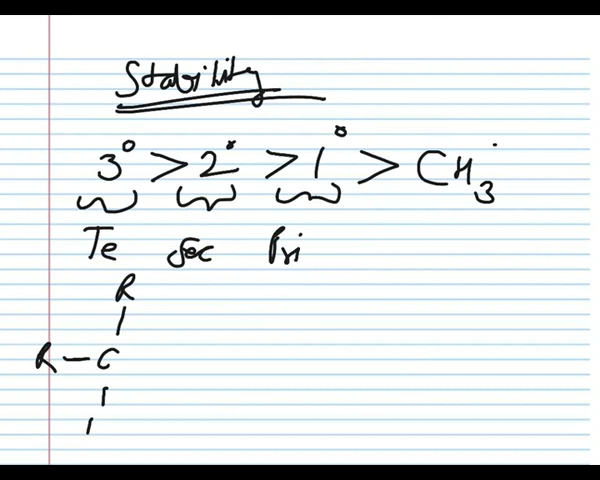 Stability
3° > 2° > 1° > CH₃
Te sec Pri
R
R - C